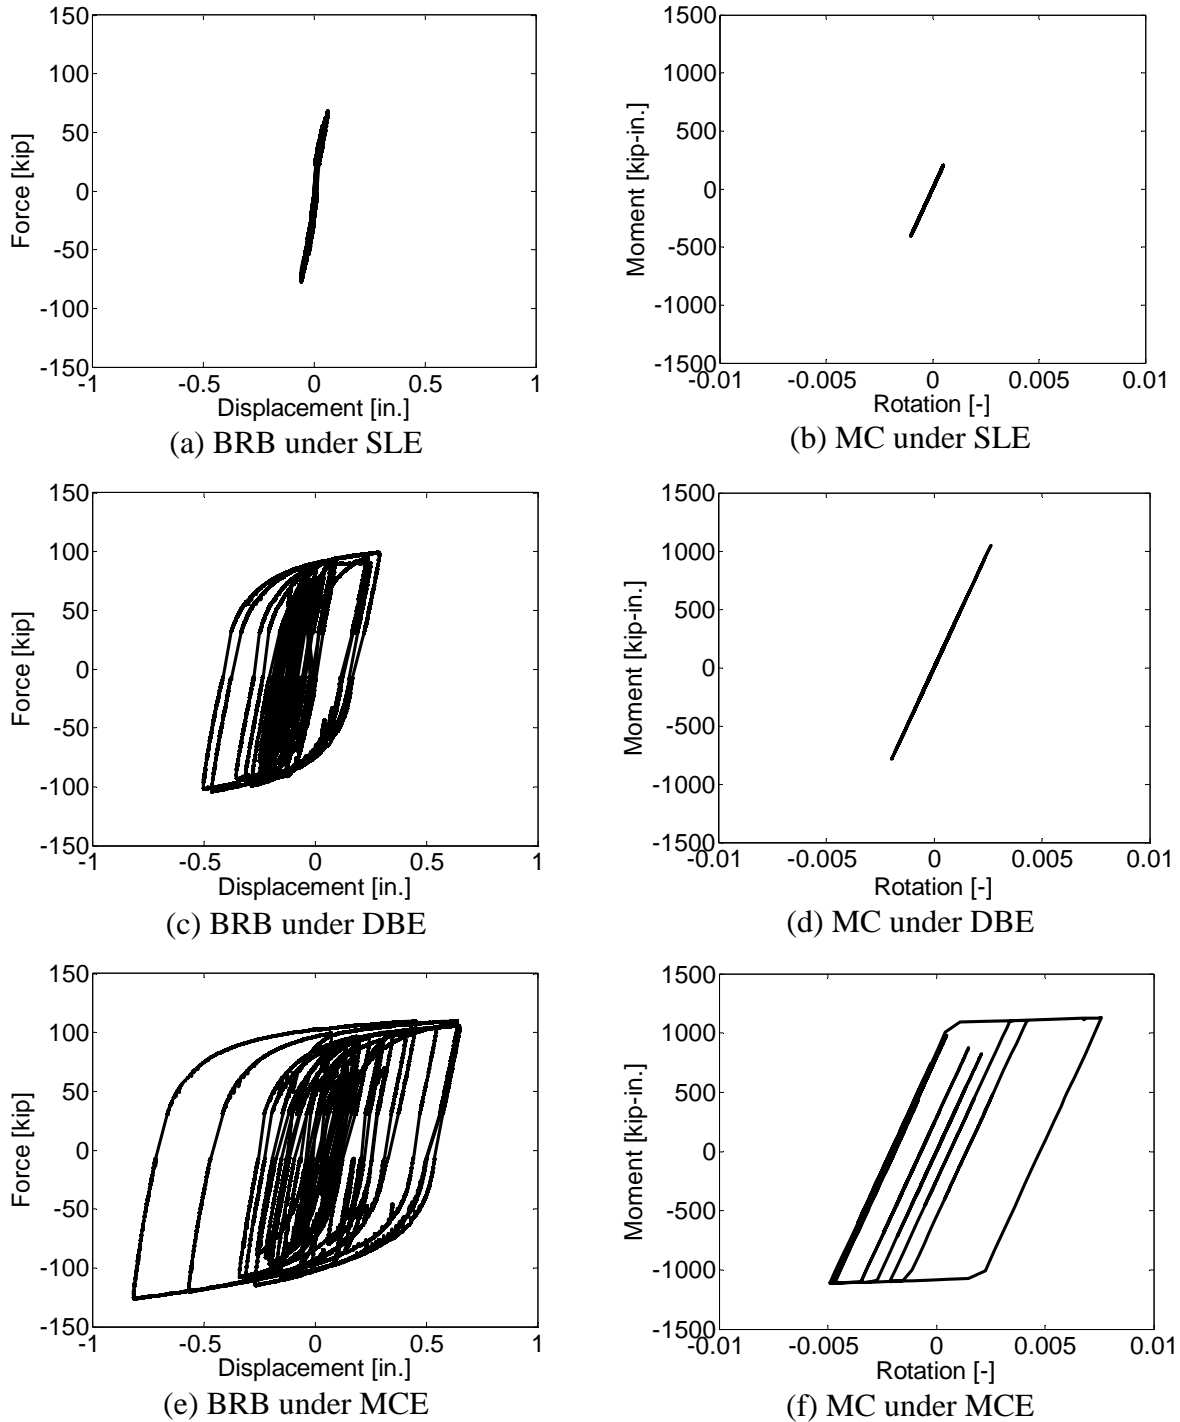 150
100
50
0
-50
-100
-150
-1 -0.5 0 0.5 1
Force [kip]
Displacement [in.]
(a) BRB under SLE
1500
1000
500
0
-500
-1000
-1500
-0.01 -0.005 0 0.005 0.01
Moment [kip-in.]
Rotation [-]
(b) MC under SLE
150
100
50
0
-50
-100
-150
-1 -0.5 0 0.5 1
Force [kip]
Displacement [in.]
(c) BRB under DBE
1500
1000
500
0
-500
-1000
-1500
-0.01 -0.005 0 0.005 0.01
Moment [kip-in.]
Rotation [-]
(d) MC under DBE
150
100
50
0
-50
-100
-150
-1 -0.5 0 0.5 1
Force [kip]
Displacement [in.]
(e) BRB under MCE
1500
1000
500
0
-500
-1000
-1500
-0.01 -0.005 0 0.005 0.01
Moment [kip-in.]
Rotation [-]
(f) MC under MCE